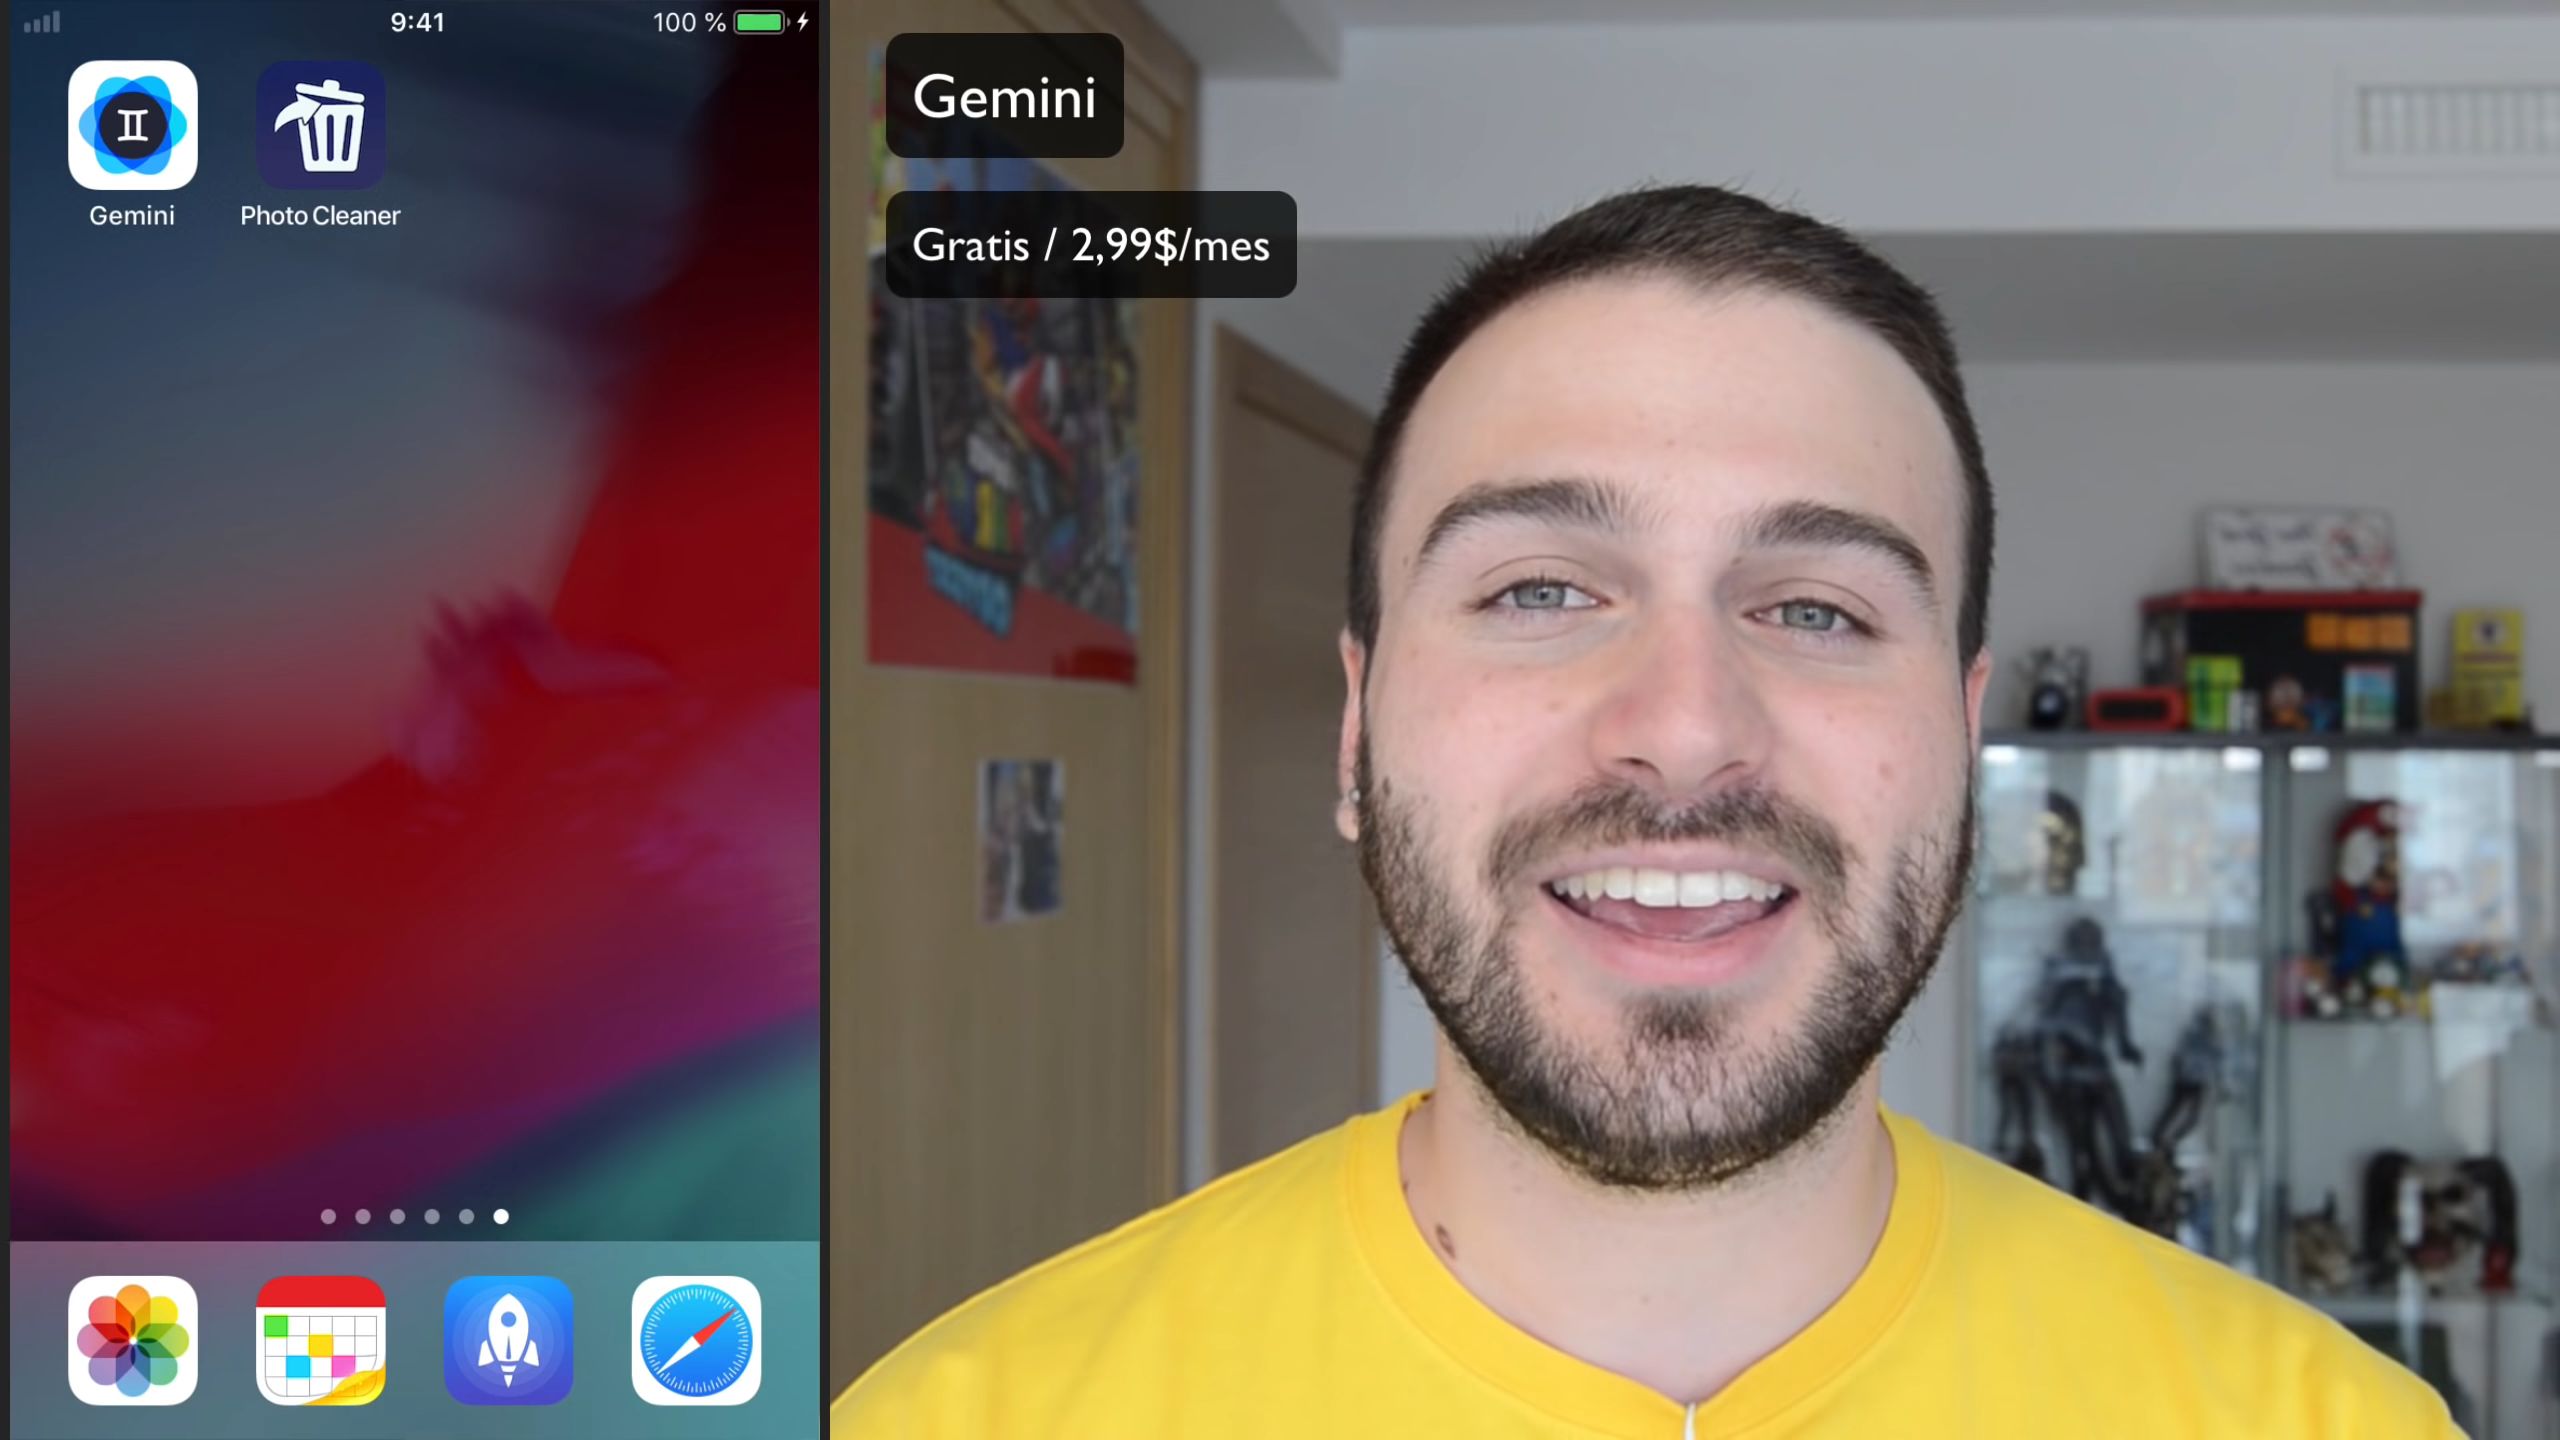 9:41
100 %
Gemini
Photo Cleaner
Gemini
Gratis / 2,99$/mes